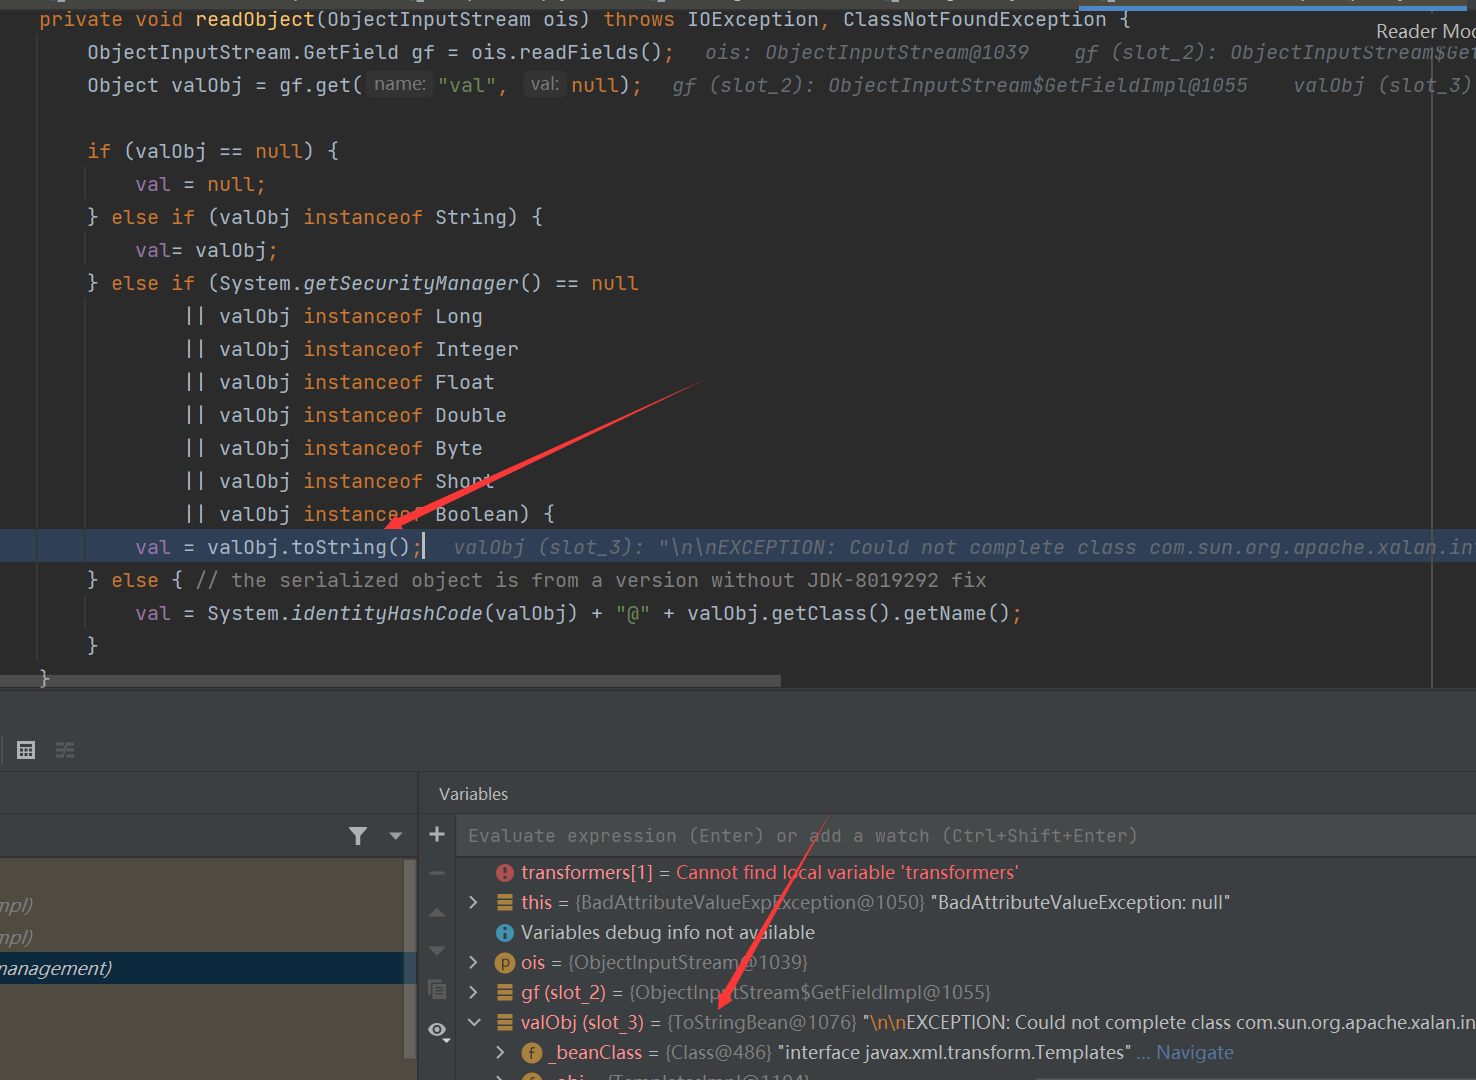 private void readObject(ObjectInputStream ois) throws IOException, ClassNotFoundException {
Reader Mod
ObjectInputStream.GetField gf = ois.readFields(); ois: ObjectInputStream@1039 gf (slot_2): ObjectInputStream$Get
Object valObj = gf.get( name: "val", val: null); gf (slot_2): ObjectInputStream$GetFieldImpl@1055 valObj (slot_3)
if (valObj == null) {
val = null;
} else if (valObj instanceof String) {
val= valObj;
} else if (System.getSecurityManager() == null
|| valObj instanceof Long
|| valObj instanceof Integer
|| valObj instanceof Float
|| valObj instanceof Double
|| valObj instanceof Byte
|| valObj instanceof Short
|| valObj instanceof Boolean) {
val = valObj.toString(); valObj (slot_3): "\n\nEXCEPTION: Could not complete class com.sun.org.apache.xalan.int
} else { // the serialized object is from a version without JDK-8019292 fix
val = System.identityHashCode(valObj) + "@" + valObj.getClass().getName();
}
}
Variables
Evaluate expression (Enter) or add a watch (Ctrl+Shift+Enter)
transformers[1] = Cannot find local variable 'transformers'
this = {BadAttributeValueExpException@1050} "BadAttributeValueException: null"
mpl)
Variables debug info not available
mpl)
ois = {ObjectInputStream@1039}
management)
gf (slot_2) = {ObjectInputStream$GetFieldImpl@1055}
valObj (slot_3) = {ToStringBean@1076} "\n\nEXCEPTION: Could not complete class com.sun.org.apache.xalan.in
_beanClass = {Class@486} "interface javax.xml.transform.Templates" ... Navigate